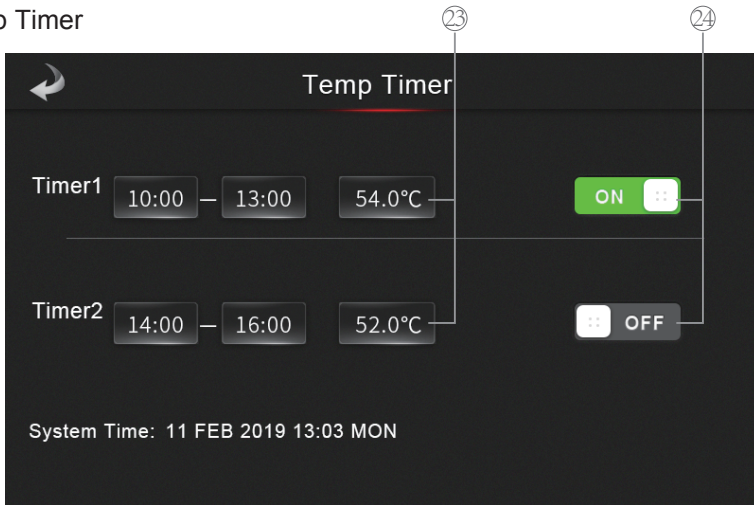 Timer ㉓ ㉔
Temp Timer
Timer1 10:00 — 13:00 54.0°C ON
Timer2 14:00 — 16:00 52.0°C OFF
System Time: 11 FEB 2019 13:03 MON